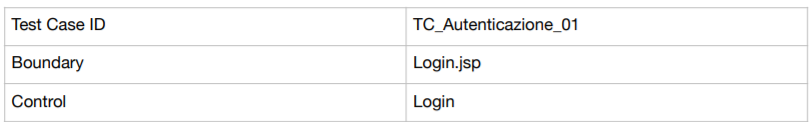 Test Case ID TC_Autenticazione_01
Boundary Login.jsp
Control Login